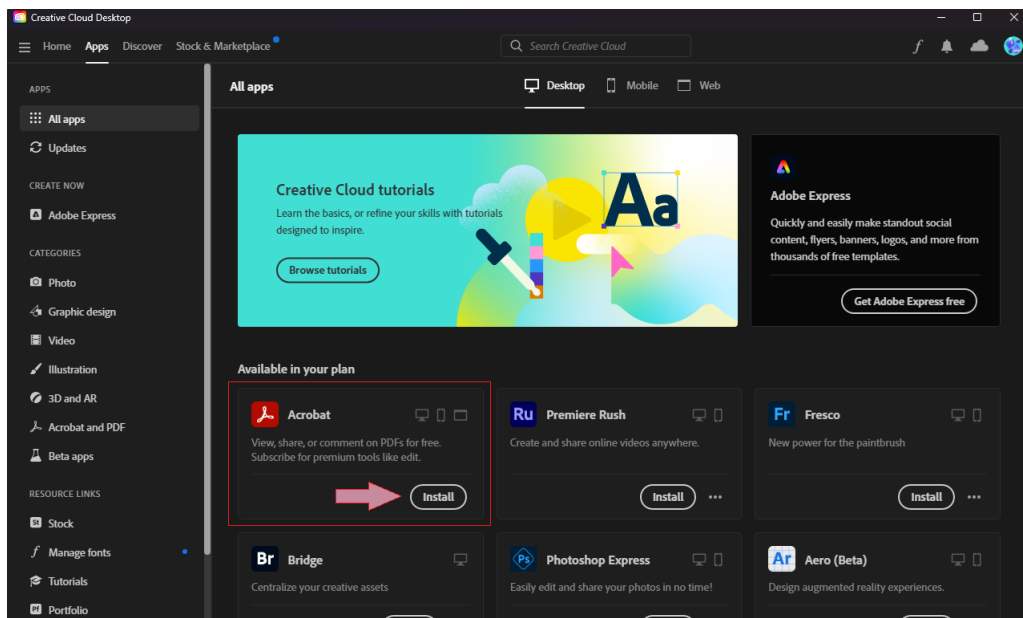 Creative Cloud Desktop
Home Apps Discover Stock & Marketplace Search Creative Cloud
APPS
All apps
Updates
CREATE NOW
Adobe Express
CATEGORIES
Photo
Graphic design
Video
Illustration
3D and AR
Acrobat and PDF
Beta apps
RESOURCE LINKS
Stock
Manage fonts
Tutorials
Portfolio
All apps Desktop Mobile Web
Creative Cloud tutorials
Learn the basics, or refine your skills with tutorials
designed to inspire.
Browse tutorials
Aa
Adobe Express
Quickly and easily make standout social
content, flyers, banners, logos, and more from
thousands of free templates.
Get Adobe Express free
Available in your plan
Acrobat
View, share, or comment on PDFs for free.
Subscribe for premium tools like edit.
Install
Ru Premiere Rush
Create and share online videos anywhere.
Install
Fr Fresco
New power for the paintbrush
Install
Br Bridge
Centralize your creative assets
Ps Photoshop Express
Easily edit and share your photos in no time!
Ar Aero (Beta)
Design augmented reality experiences.